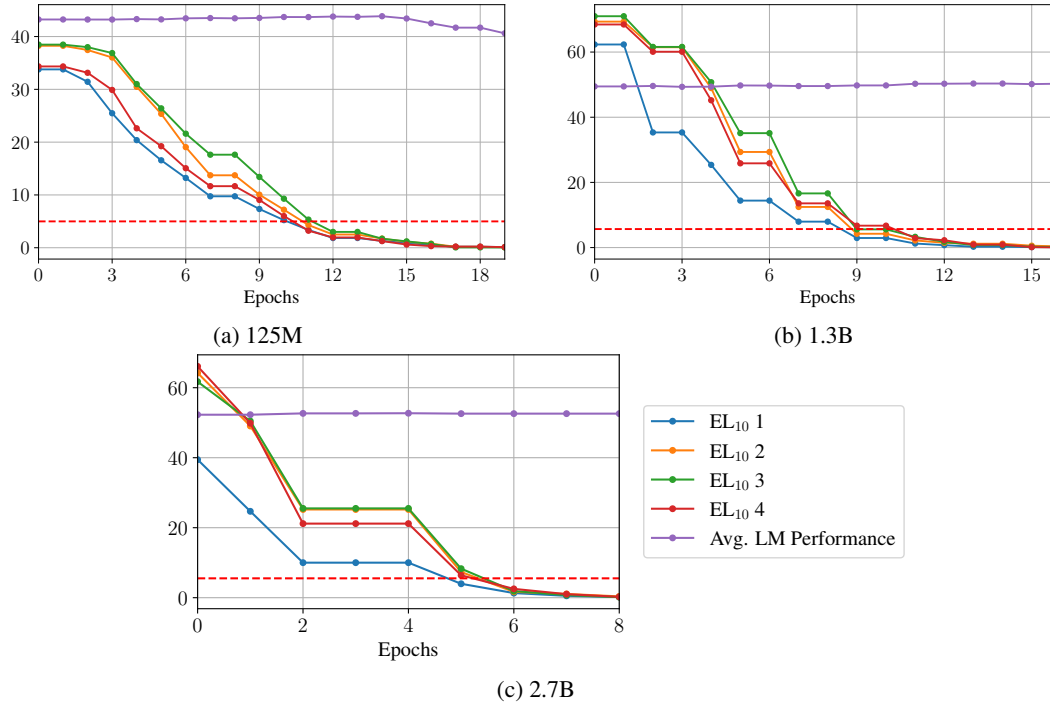 40
30
20
10
0
0 3 6 9 12 15 18
Epochs
(a) 125M
60
40
20
0
0 3 6 9 12 15
Epochs
(b) 1.3B
60
40
20
0
0 2 4 6 8
Epochs
EL₁₀ 1
EL₁₀ 2
EL₁₀ 3
EL₁₀ 4
Avg. LM Performance
(c) 2.7B